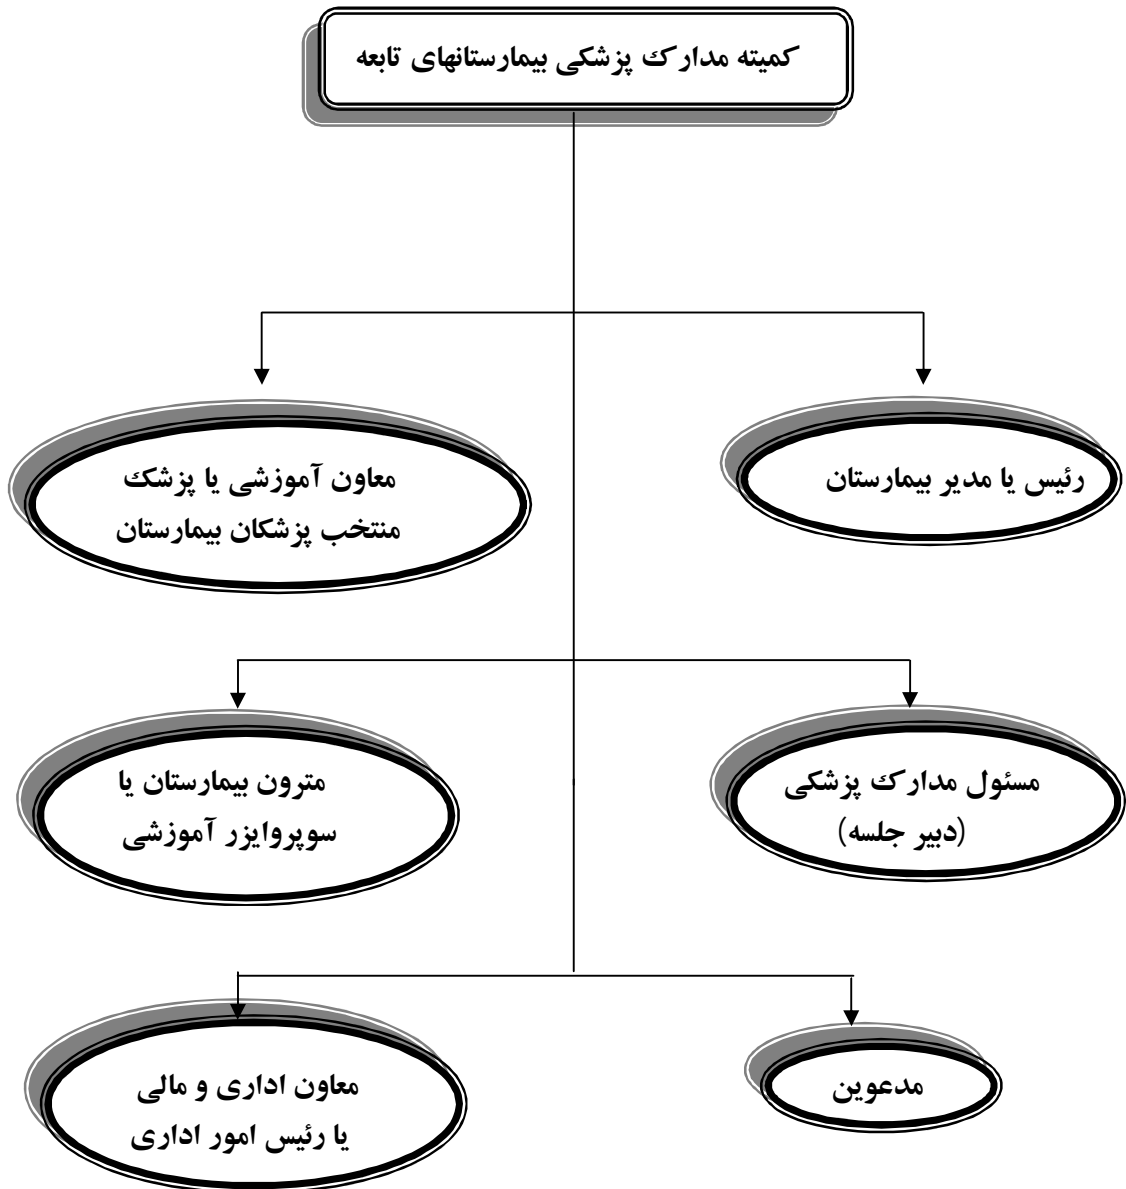 کمیته مدارک پزشکی بیمارستانهای تابعه
رئیس یا مدیر بیمارستان
معاون آموزشی یا پزشک
منتخب پزشکان بیمارستان
مسئول مدارک پزشکی
(دبیر جلسه)
مترون بیمارستان یا
سوپروایزر آموزشی
مدعوین
معاون اداری و مالی
یا رئیس امور اداری